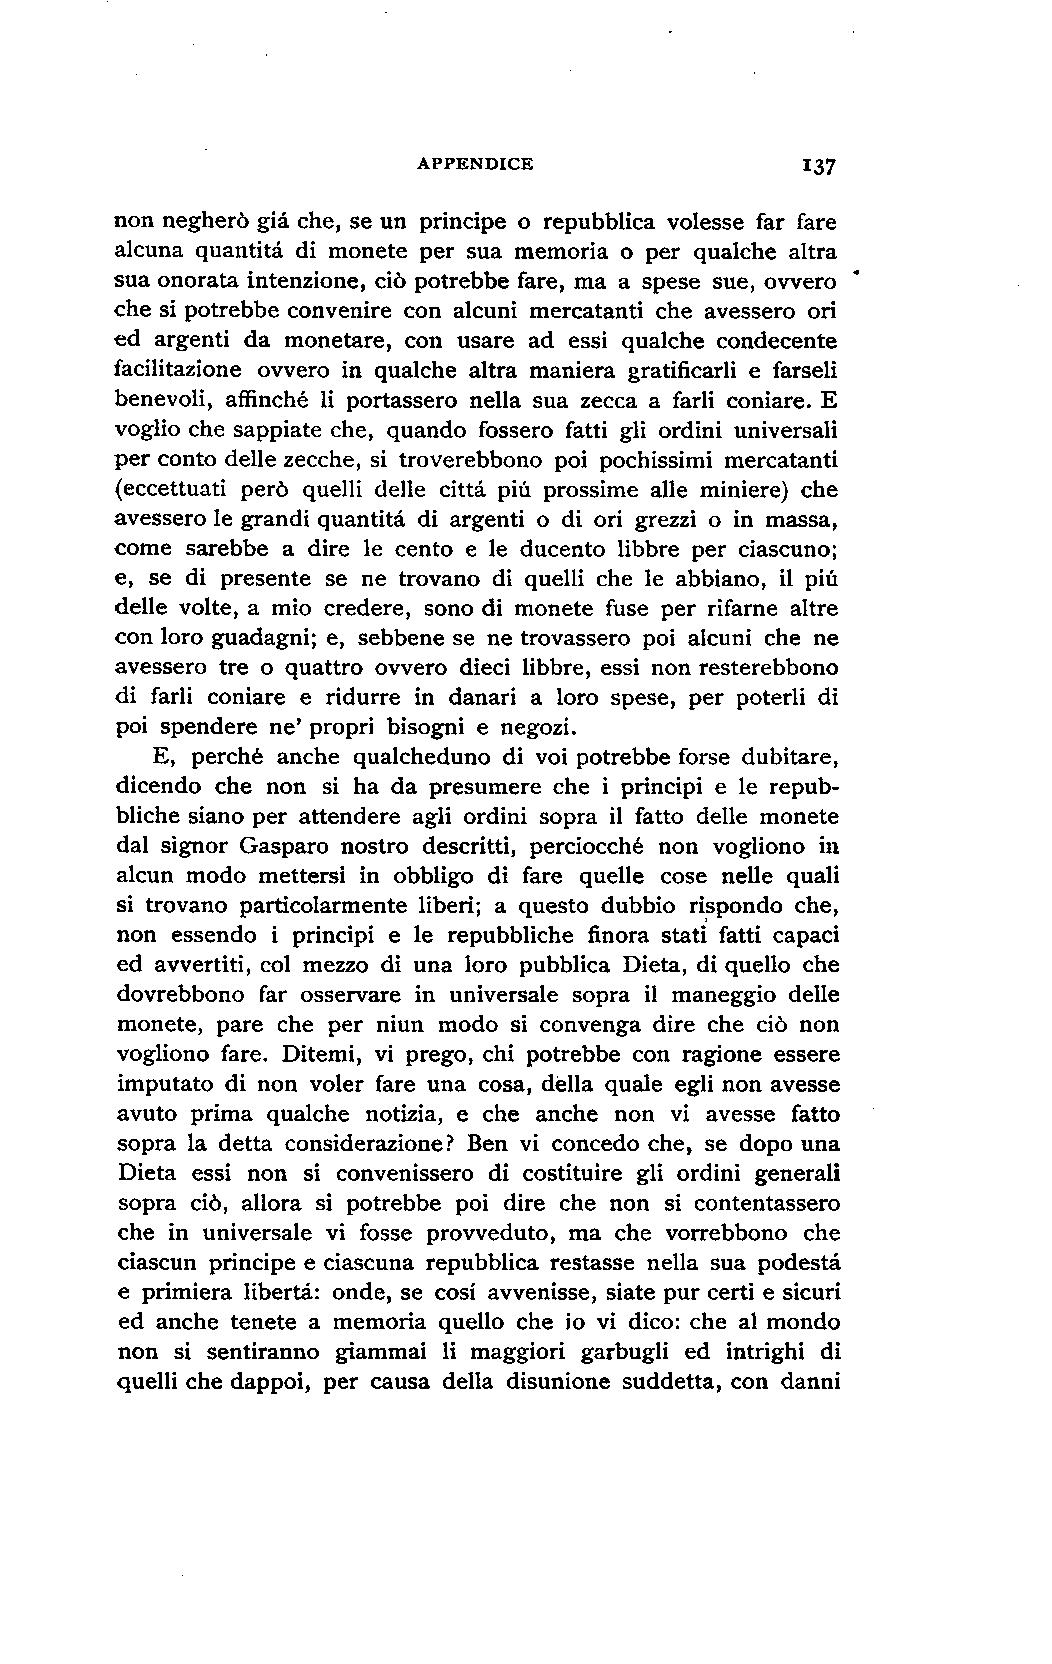 APPENDICE 137
non negherò giá che, se un principe o repubblica volesse far fare
alcuna quantitá di monete per sua memoria o per qualche altra
sua onorata intenzione, ciò potrebbe fare, ma a spese sue, ovvero
che si potrebbe convenire con alcuni mercatanti che avessero ori
ed argenti da monetare, con usare ad essi qualche condecente
facilitazione ovvero in qualche altra maniera gratificarli e farseli
benevoli, affinché li portassero nella sua zecca a farli coniare. E
voglio che sappiate che, quando fossero fatti gli ordini universali
per conto delle zecche, si troverebbono poi pochissimi mercatanti
(eccettuati però quelli delle cittá piú prossime alle miniere) che
avessero le grandi quantitá di argenti o di ori grezzi o in massa,
come sarebbe a dire le cento e le ducento libbre per ciascuno;
e, se di presente se ne trovano di quelli che le abbiano, il piú
delle volte, a mio credere, sono di monete fuse per rifarne altre
con loro guadagni; e, sebbene se ne trovassero poi alcuni che ne
avessero tre o quattro ovvero dieci libbre, essi non resterebbono
di farli coniare e ridurre in danari a loro spese, per poterli di
poi spendere ne' propri bisogni e negozi.
E, perché anche qualcheduno di voi potrebbe forse dubitare,
dicendo che non si ha da presumere che i principi e le repub-
bliche siano per attendere agli ordini sopra il fatto delle monete
dal signor Gasparo nostro descritti, perciocché non vogliono in
alcun modo mettersi in obbligo di fare quelle cose nelle quali
si trovano particolarmente liberi; a questo dubbio rispondo che,
non essendo i principi e le repubbliche finora stati fatti capaci
ed avvertiti, col mezzo di una loro pubblica Dieta, di quello che
dovrebbono far osservare in universale sopra il maneggio delle
monete, pare che per niun modo si convenga dire che ciò non
vogliono fare. Ditemi, vi prego, chi potrebbe con ragione essere
imputato di non voler fare una cosa, della quale egli non avesse
avuto prima qualche notizia, e che anche non vi avesse fatto
sopra la detta considerazione? Ben vi concedo che, se dopo una
Dieta essi non si convenissero di costituire gli ordini generali
sopra ciò, allora si potrebbe poi dire che non si contentassero
che in universale vi fosse provveduto, ma che vorrebbono che
ciascun principe e ciascuna repubblica restasse nella sua podestá
e primiera libertá: onde, se cosí avvenisse, siate pur certi e sicuri
ed anche tenete a memoria quello che io vi dico: che al mondo
non si sentiranno giammai li maggiori garbugli ed intrighi di
quelli che dappoi, per causa della disunione suddetta, con danni